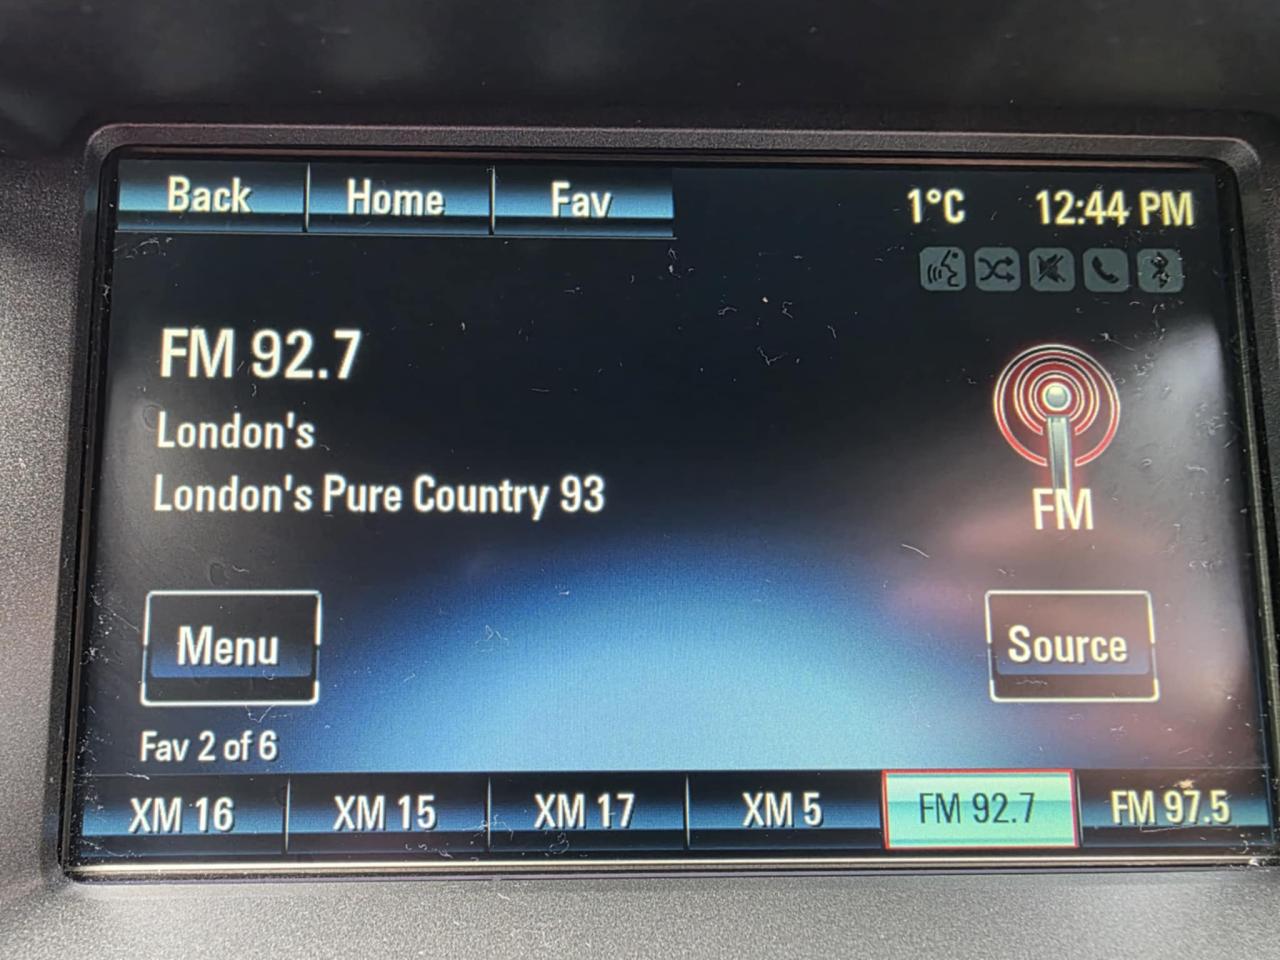 Back Home Fav 1°C 12:44 PM
FM 92.7
London's
London's Pure Country 93
FM
Menu Source
Fav 2 of 6
XM 16 XM 15 XM 17 XM 5 FM 92.7 FM 97.5